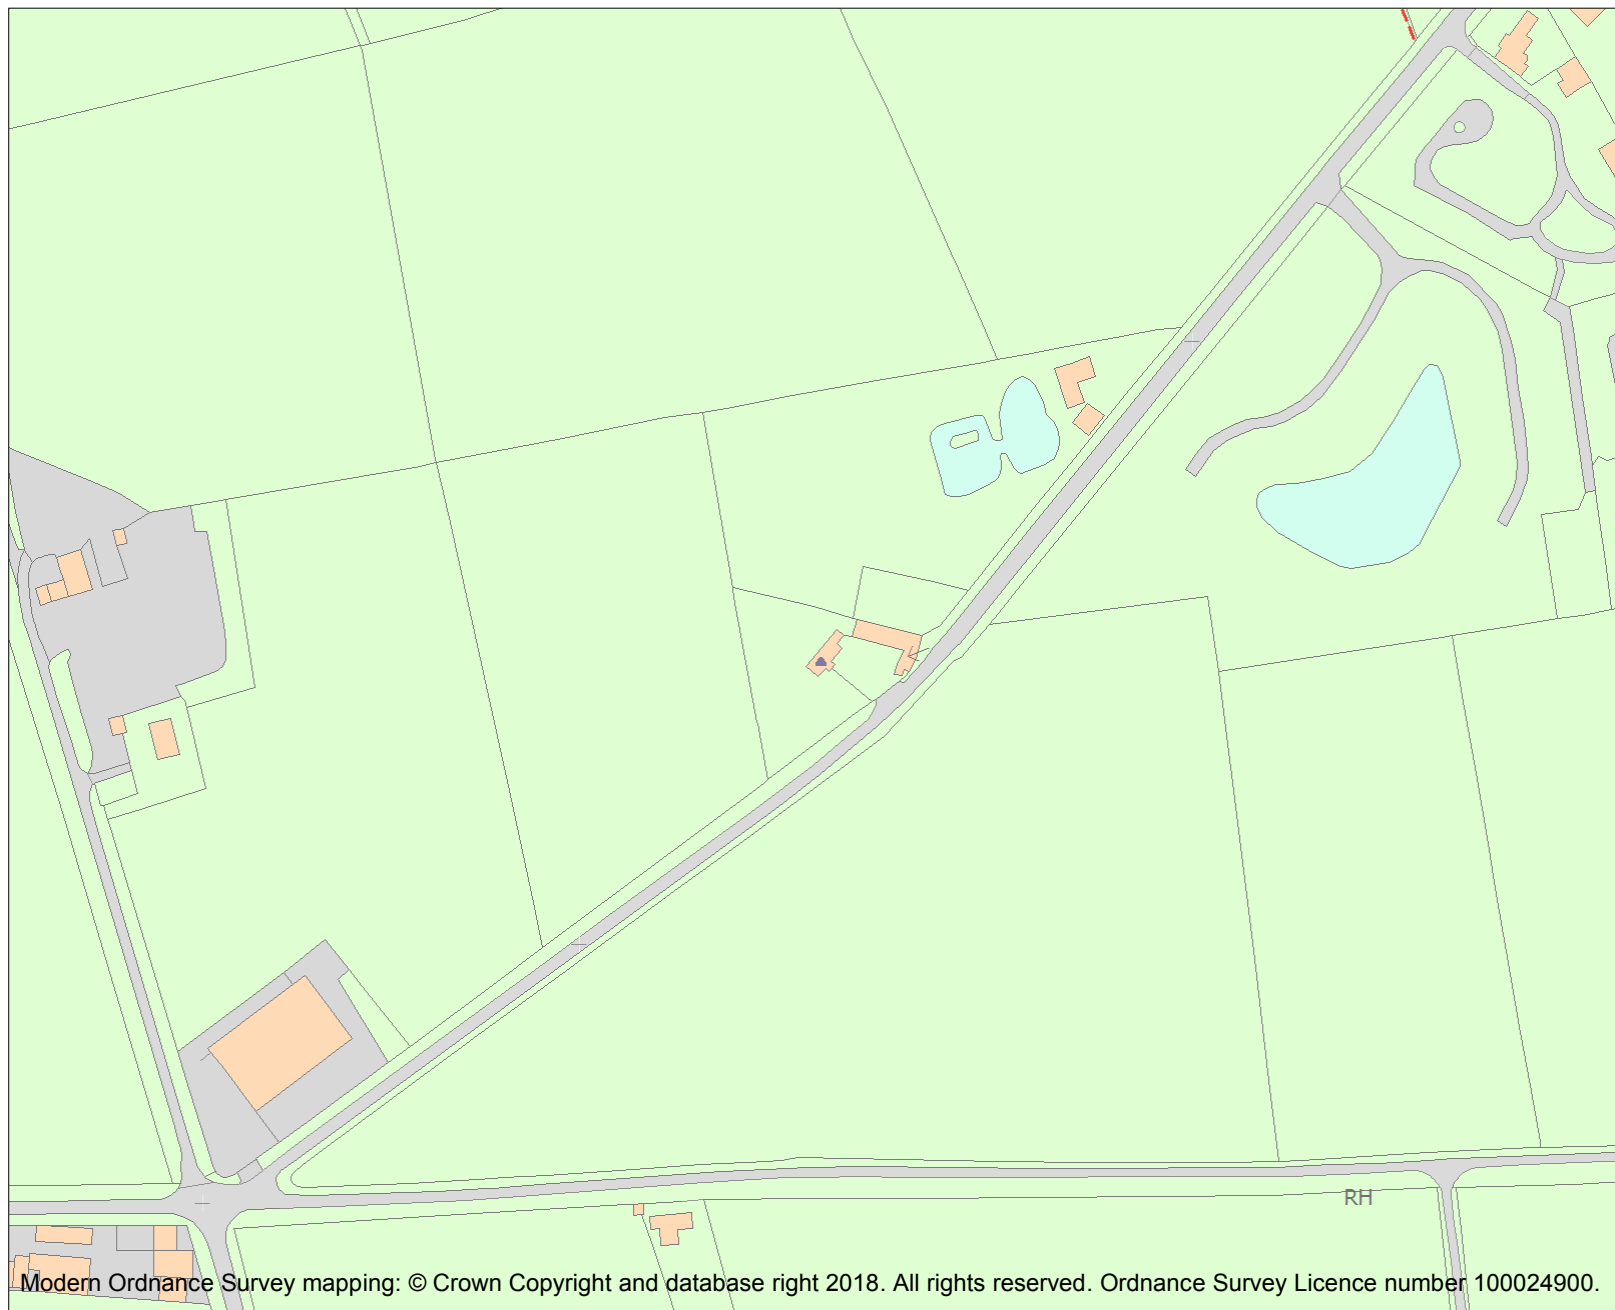 RH
Modern Ordnance Survey mapping: © Crown Copyright and database right 2018. All rights reserved. Ordnance Survey Licence number 100024900.